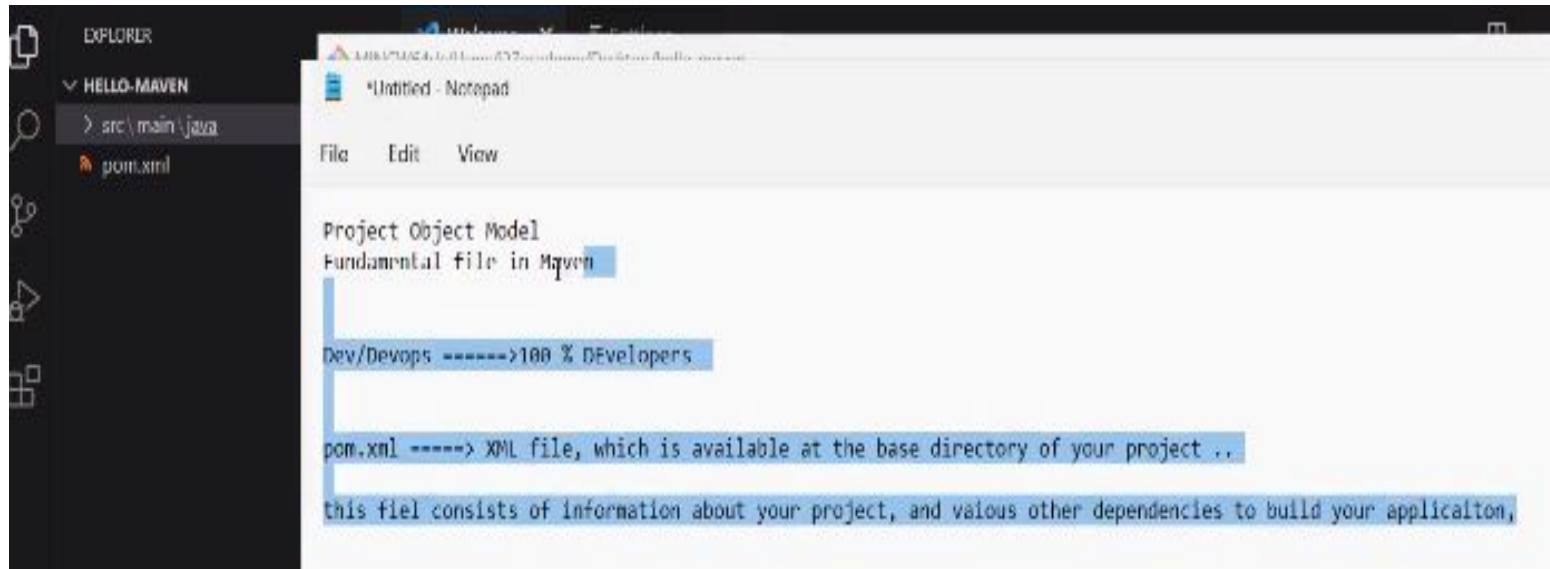 EXPLORER
HELLO-MAVEN
src\main\java
pom.xml
*Untitled - Notepad
File Edit View
Project Object Model
Fundamental file in Maven
Dev/Devops ======>100 % DEvelopers
pom.xml =====> XML file, which is available at the base directory of your project ..
this fiel consists of information about your project, and vaious other dependencies to build your applicaiton,